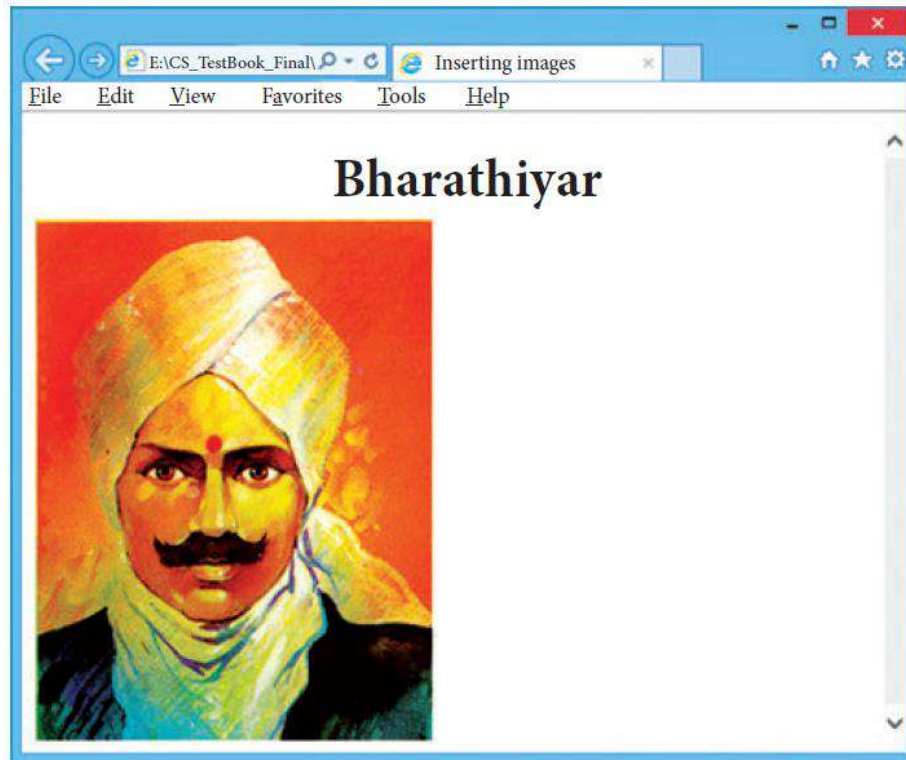 E:\CS_TestBook_Final\
Inserting images
File Edit View Favorites Tools Help
Bharathiyar